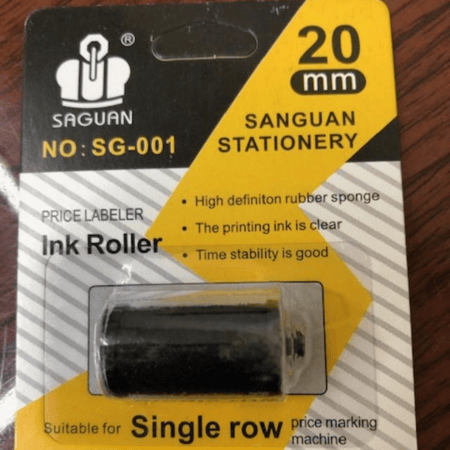 ®
SAGUAN
NO: SG-001
20
mm
SANGUAN
STATIONERY
• High definiton rubber sponge
• The printing ink is clear
• Time stability is good
PRICE LABELER
Ink Roller
Suitable for Single row price marking
machine